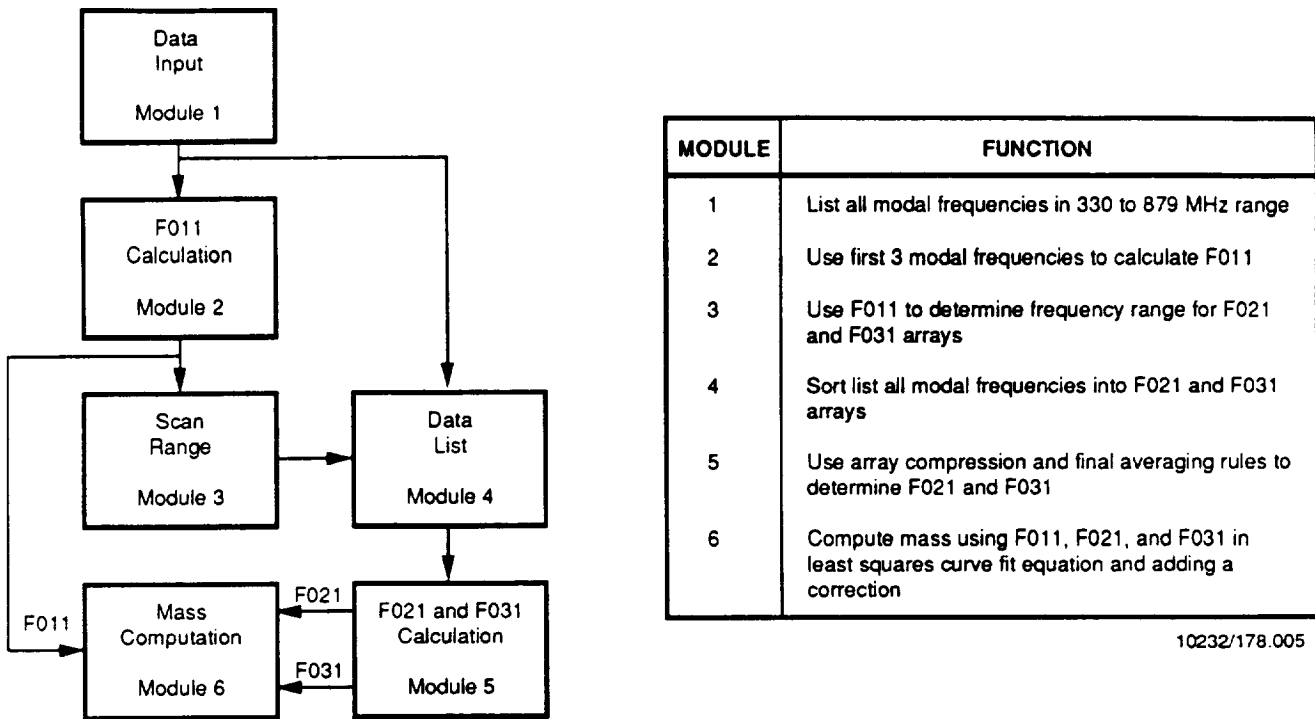 Data
Input
Module 1
F011
Calculation
Module 2
Scan
Range
Module 3
Data
List
Module 4
F011
Mass
Computation
Module 6
F021
F031
F021 and F031
Calculation
Module 5
MODULE FUNCTION
1 List all modal frequencies in 330 to 879 MHz range
2 Use first 3 modal frequencies to calculate F011
3 Use F011 to determine frequency range for F021
and F031 arrays
4 Sort list all modal frequencies into F021 and F031
arrays
5 Use array compression and final averaging rules to
determine F021 and F031
6 Compute mass using F011, F021, and F031 in
least squares curve fit equation and adding a
correction
10232/178.005